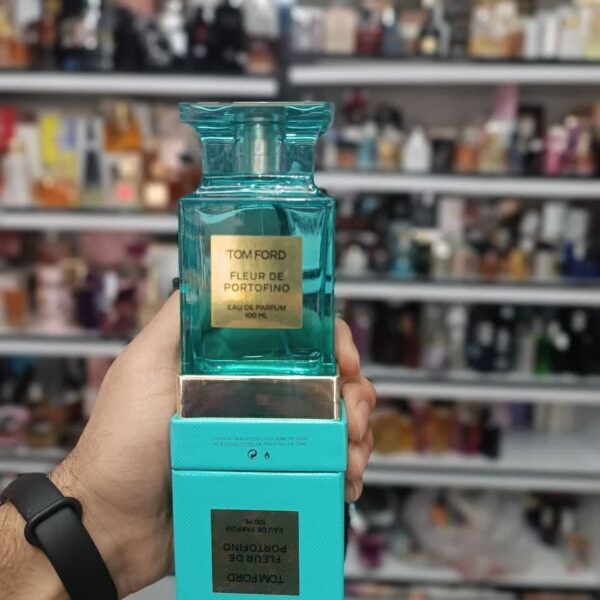 TOM FORD
FLEUR DE
PORTOFINO
EAU DE PARFUM
100 ML
TOM FORD
FLEUR DE
PORTOFINO
EAU DE PARFUM
100 ML